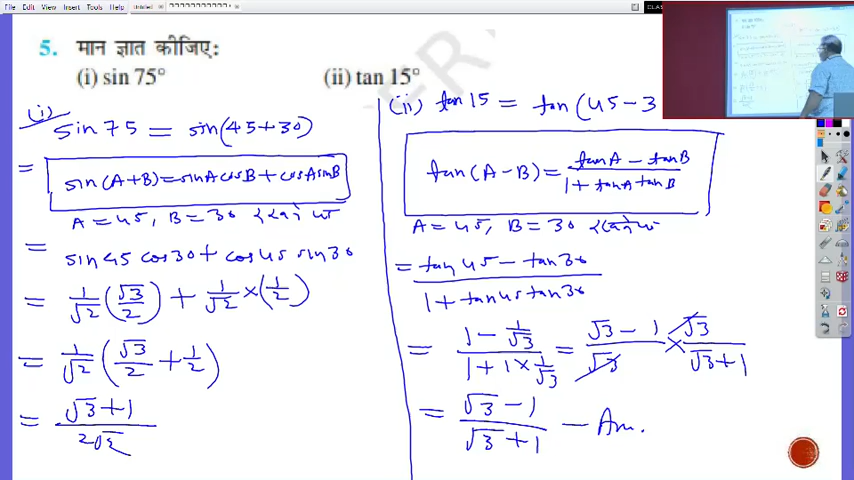 File Edit View Insert Tools Help Untitled
5. मान ज्ञात कीजिए:
(i) sin 75° (ii) tan 15°
(i)
sin 75 = sin(45+30)
= sin(A+B)=sinA cosB + cosA sinB
A = 45, B = 30
= sin 45 cos 30 + cos 45 sin 30
= 1/√2 (√3/2) + 1/√2 × (1/2)
= 1/√2 (√3/2 + 1/2)
= √3+1 / 2√2
(ii) tan 15 = tan (45-3
tan(A-B) = tanA - tanB / 1 + tanA tanB
A = 45, B = 30
= tan 45 - tan 30 / 1 + tan 45 tan 30
= 1 - 1/√3 / 1 + 1 × 1/√3 = √3 - 1 / √3 × √3 / √3 + 1
= √3 - 1 / √3 + 1 - Ans.